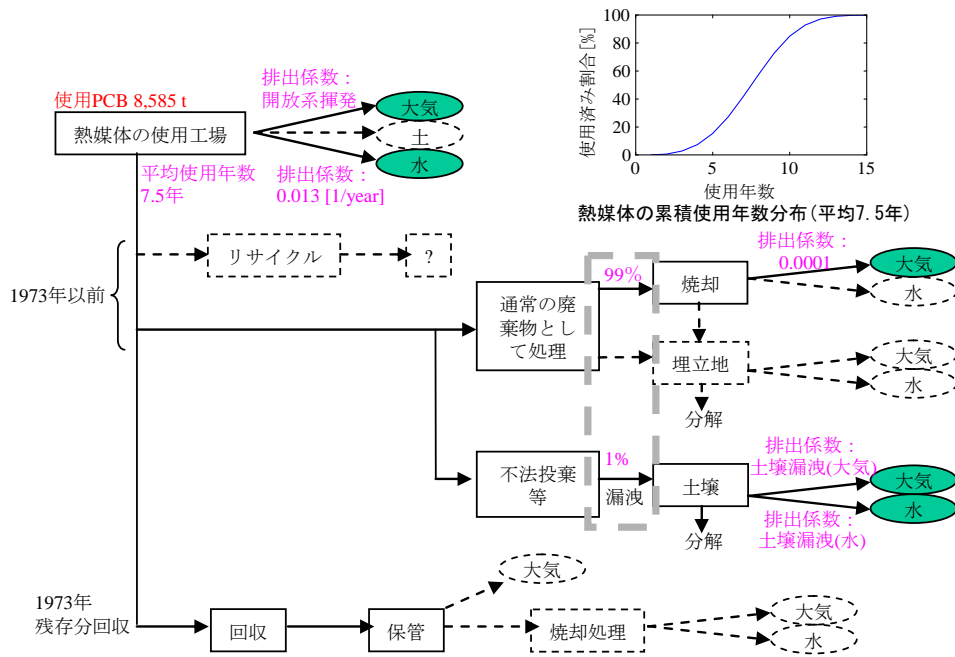 使用PCB 8,585 t
熱媒体の使用工場
排出係数：
開放系揮発
大気
土
水
排出係数：
0.013 [1/year]
平均使用年数
7.5年
使用済み割合[%]
100
80
60
40
20
0
0
5
10
15
使用年数
熱媒体の累積使用年数分布(平均7.5年)
リサイクル
?
1973年以前
通常の廃
棄物とし
て処理
99%
焼却
排出係数：
0.0001
大気
水
埋立地
大気
水
分解
不法投棄
等
1%
漏洩
土壌
排出係数：
土壌漏洩(大気)
大気
水
排出係数：
土壌漏洩(水)
分解
1973年
残存分回収
回収
保管
大気
焼却処理
大気
水